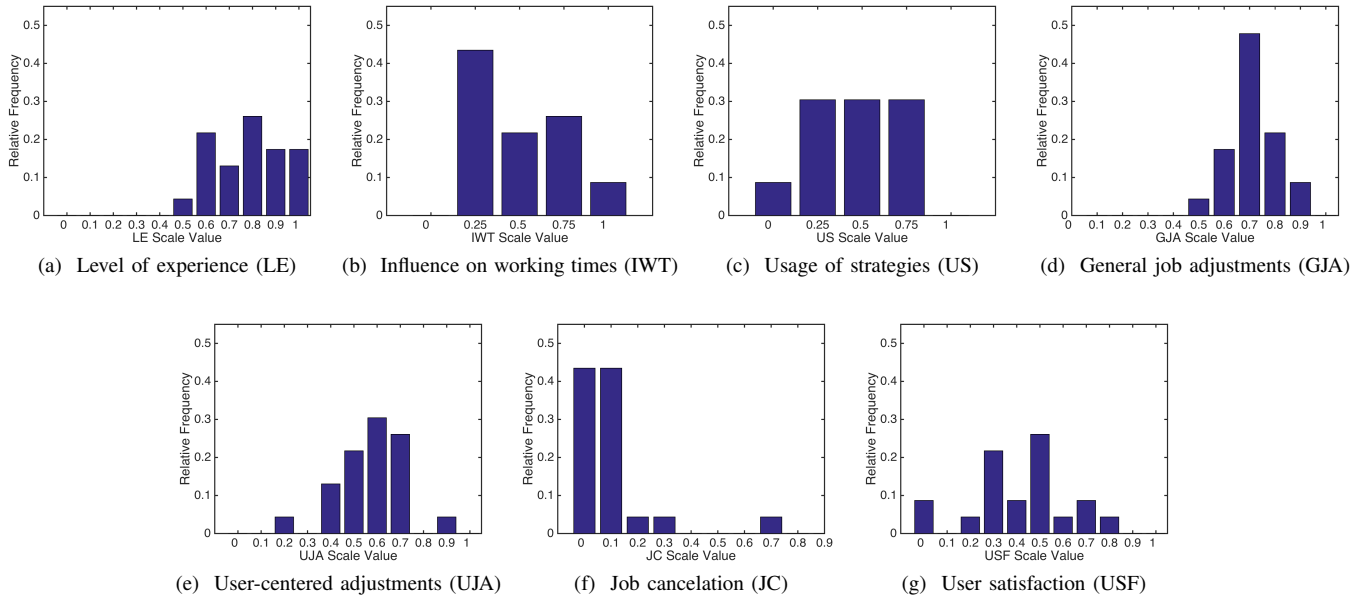 0.5
0.4
0.3
0.2
0.1
0
Relative Frequency
0 0.1 0.2 0.3 0.4 0.5 0.6 0.7 0.8 0.9 1
LE Scale Value
(a) Level of experience (LE)
0.5
0.4
0.3
0.2
0.1
0
Relative Frequency
0 0.25 0.5 0.75 1
IWT Scale Value
(b) Influence on working times (IWT)
0.5
0.4
0.3
0.2
0.1
0
Relative Frequency
0 0.25 0.5 0.75 1
US Scale Value
(c) Usage of strategies (US)
0.5
0.4
0.3
0.2
0.1
0
Relative Frequency
0 0.1 0.2 0.3 0.4 0.5 0.6 0.7 0.8 0.9 1
GJA Scale Value
(d) General job adjustments (GJA)
0.5
0.4
0.3
0.2
0.1
0
Relative Frequency
0 0.1 0.2 0.3 0.4 0.5 0.6 0.7 0.8 0.9 1
UJA Scale Value
(e) User-centered adjustments (UJA)
0.5
0.4
0.3
0.2
0.1
0
Relative Frequency
0 0.1 0.2 0.3 0.4 0.5 0.6 0.7 0.8 0.9
JC Scale Value
(f) Job cancelation (JC)
0.5
0.4
0.3
0.2
0.1
0
Relative Frequency
0 0.1 0.2 0.3 0.4 0.5 0.6 0.7 0.8 0.9 1
USF Scale Value
(g) User satisfaction (USF)